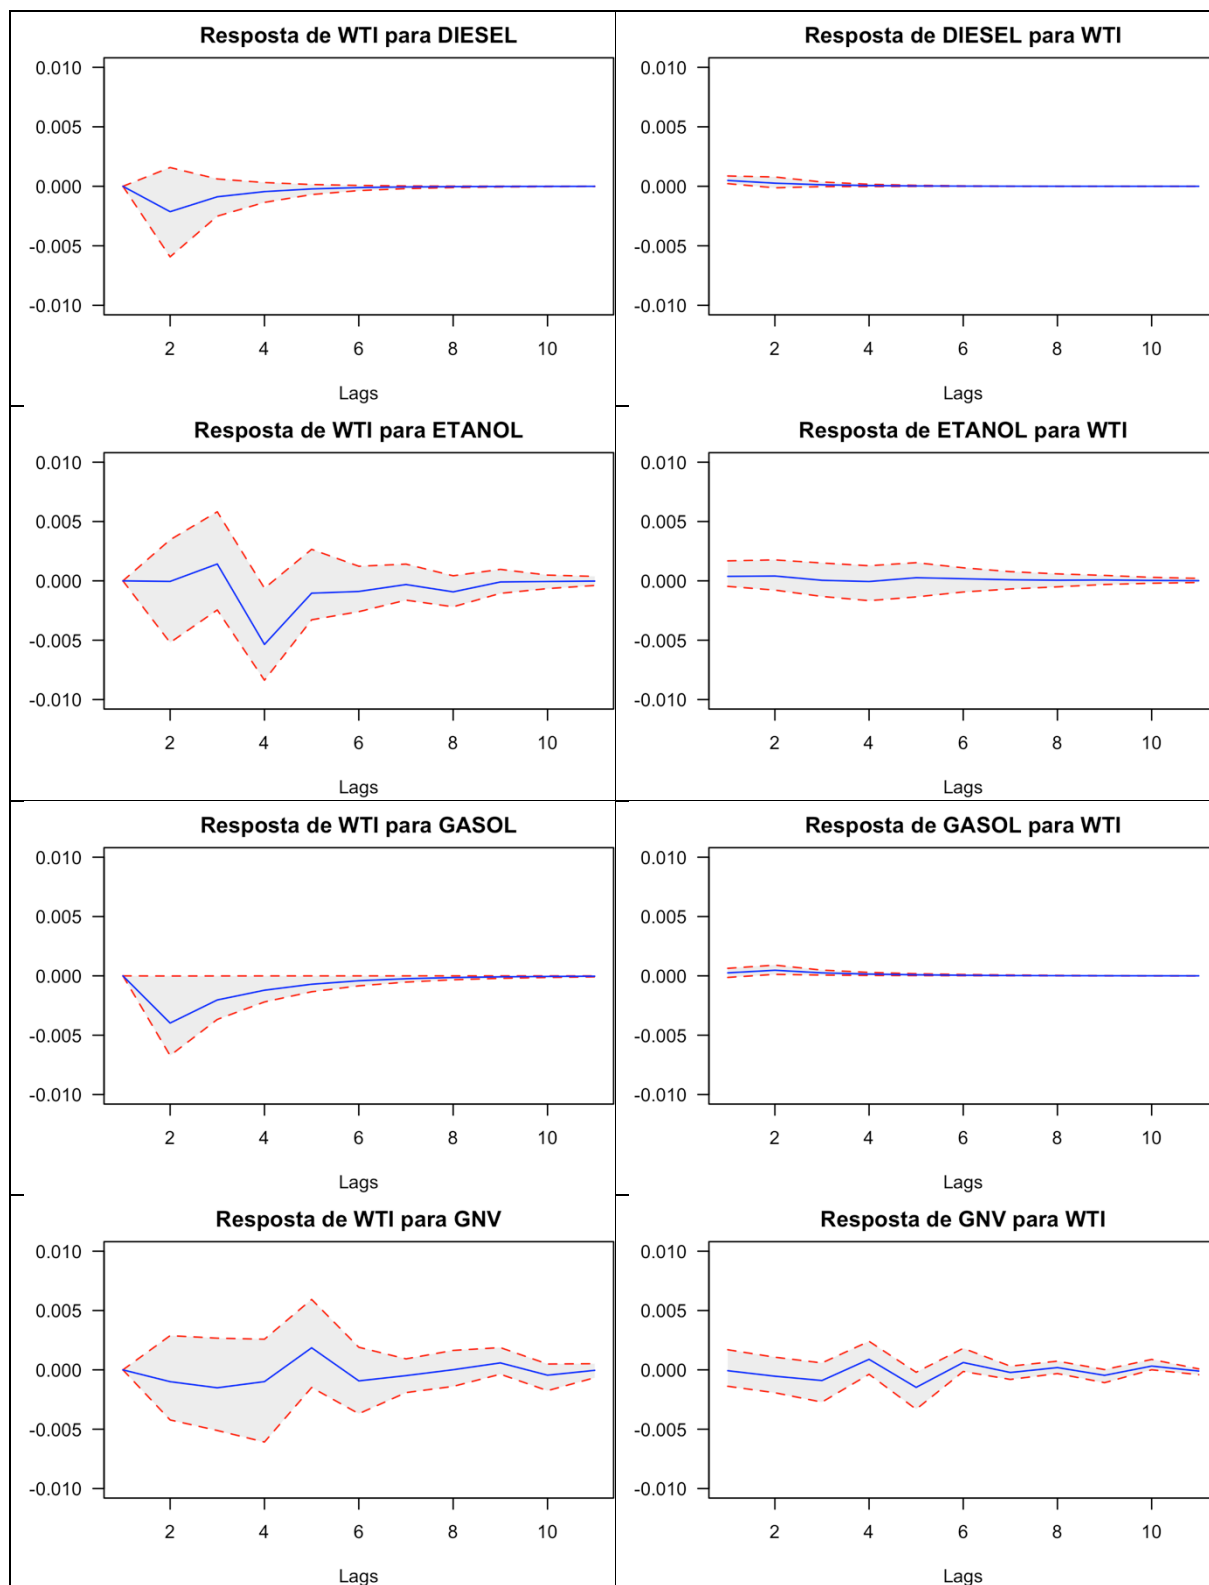 Resposta de WTI para DIESEL
0.010
0.005
0.000
-0.005
-0.010
2 4 6 8 10
Lags
Resposta de DIESEL para WTI
0.010
0.005
0.000
-0.005
-0.010
2 4 6 8 10
Lags
Resposta de WTI para ETANOL
0.010
0.005
0.000
-0.005
-0.010
2 4 6 8 10
Lags
Resposta de ETANOL para WTI
0.010
0.005
0.000
-0.005
-0.010
2 4 6 8 10
Lags
Resposta de WTI para GASOL
0.010
0.005
0.000
-0.005
-0.010
2 4 6 8 10
Lags
Resposta de GASOL para WTI
0.010
0.005
0.000
-0.005
-0.010
2 4 6 8 10
Lags
Resposta de WTI para GNV
0.010
0.005
0.000
-0.005
-0.010
2 4 6 8 10
Lags
Resposta de GNV para WTI
0.010
0.005
0.000
-0.005
-0.010
2 4 6 8 10
Lags